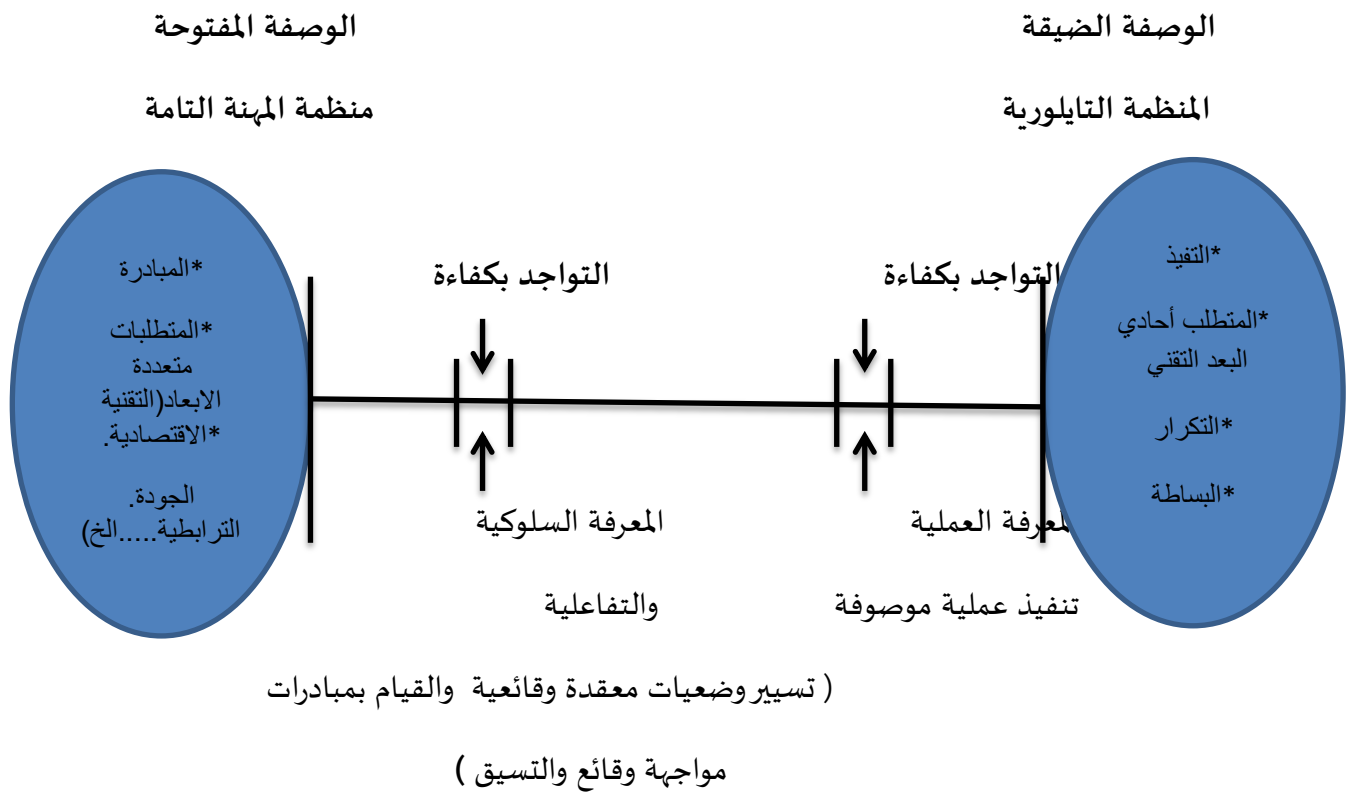 الوصفة الضيقة
الوصفة المفتوحة
المنظمة التايلورية
منظمة المهنة التامة
*التفيذ
*المتطلب أحادي
البعد التقني
*التكرار
*البساطة
التواجد بكفاءة
التواجد بكفاءة
*المبادرة
*المتطلبات
متعددة
الابعاد(التقنية
*الاقتصادية.
الجودة.
الترابطية.....الخ)
المعرفة العملية
تنفيذ عملية موصوفة
المعرفة السلوكية
والتفاعلية
( تسيير وضعيات معقدة وقائعية والقيام بمبادرات
مواجهة وقائع والتسيق )